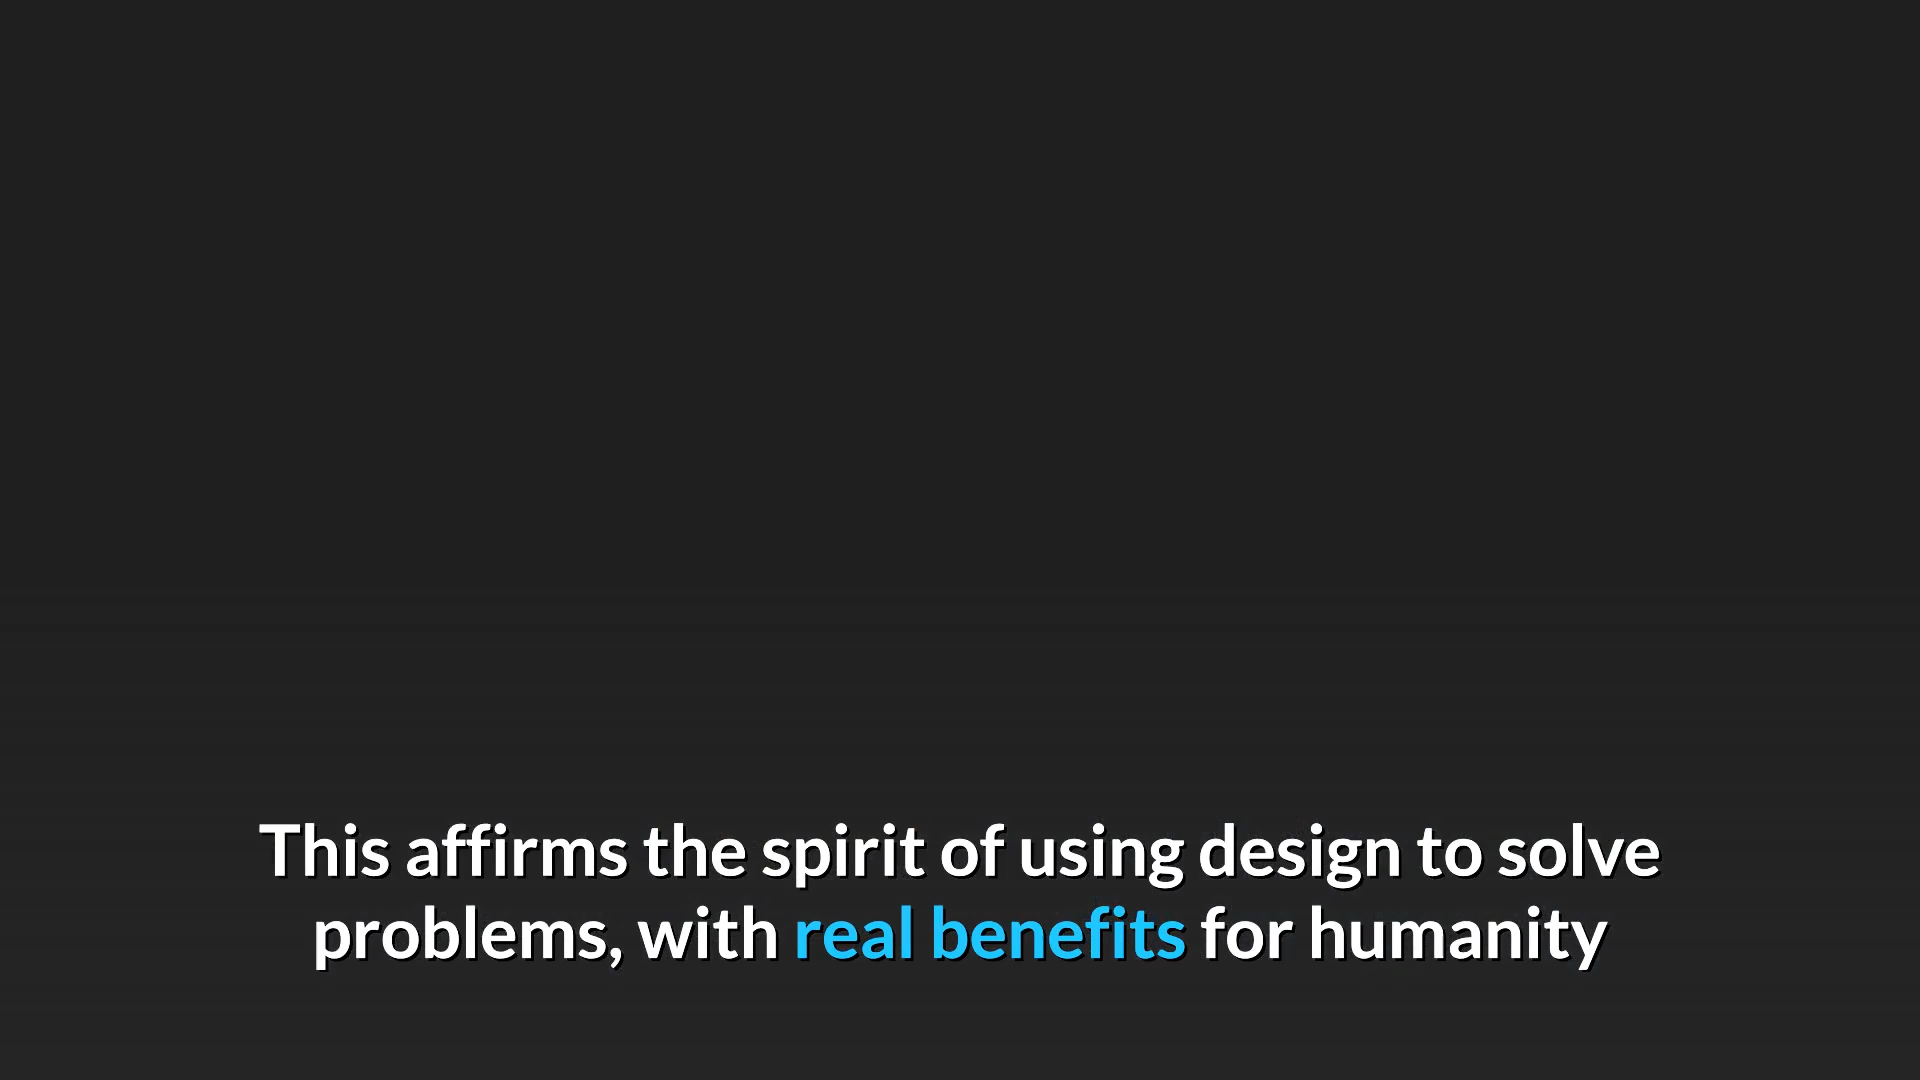 This affirms the spirit of using design to solve
problems, with real benefits for humanity